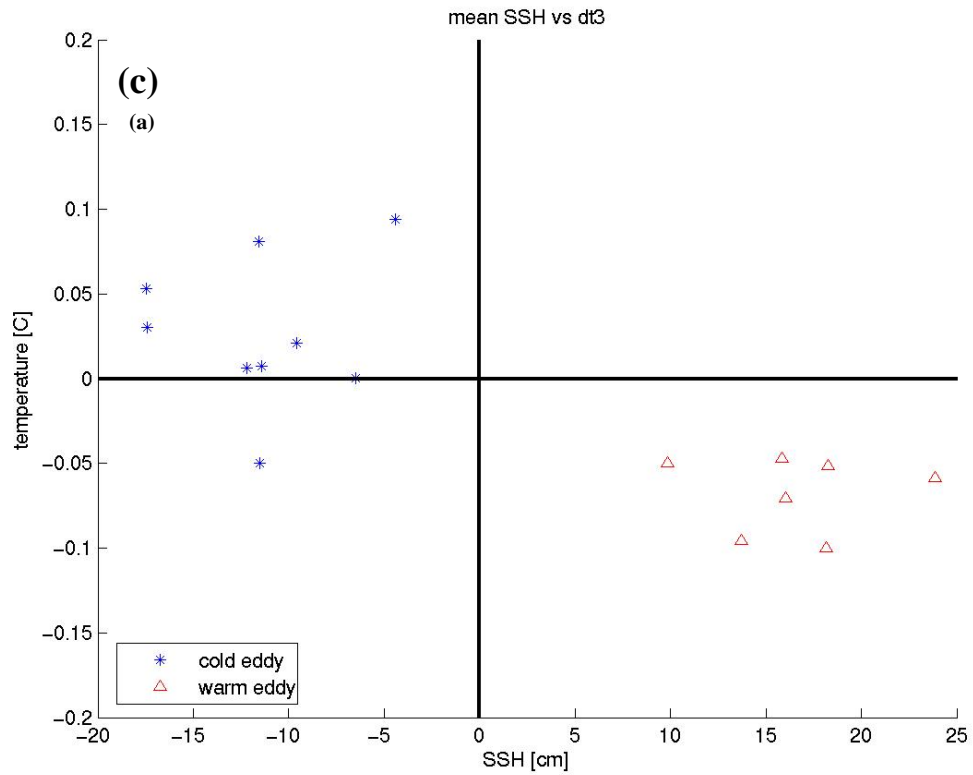 mean SSH vs dt3
(c)
(a)
temperature [C]
0.2
0.15
0.1
0.05
0
−0.05
−0.1
−0.15
−0.2
cold eddy
warm eddy
−20 −15 −10 −5 0 5 10 15 20 25
SSH [cm]